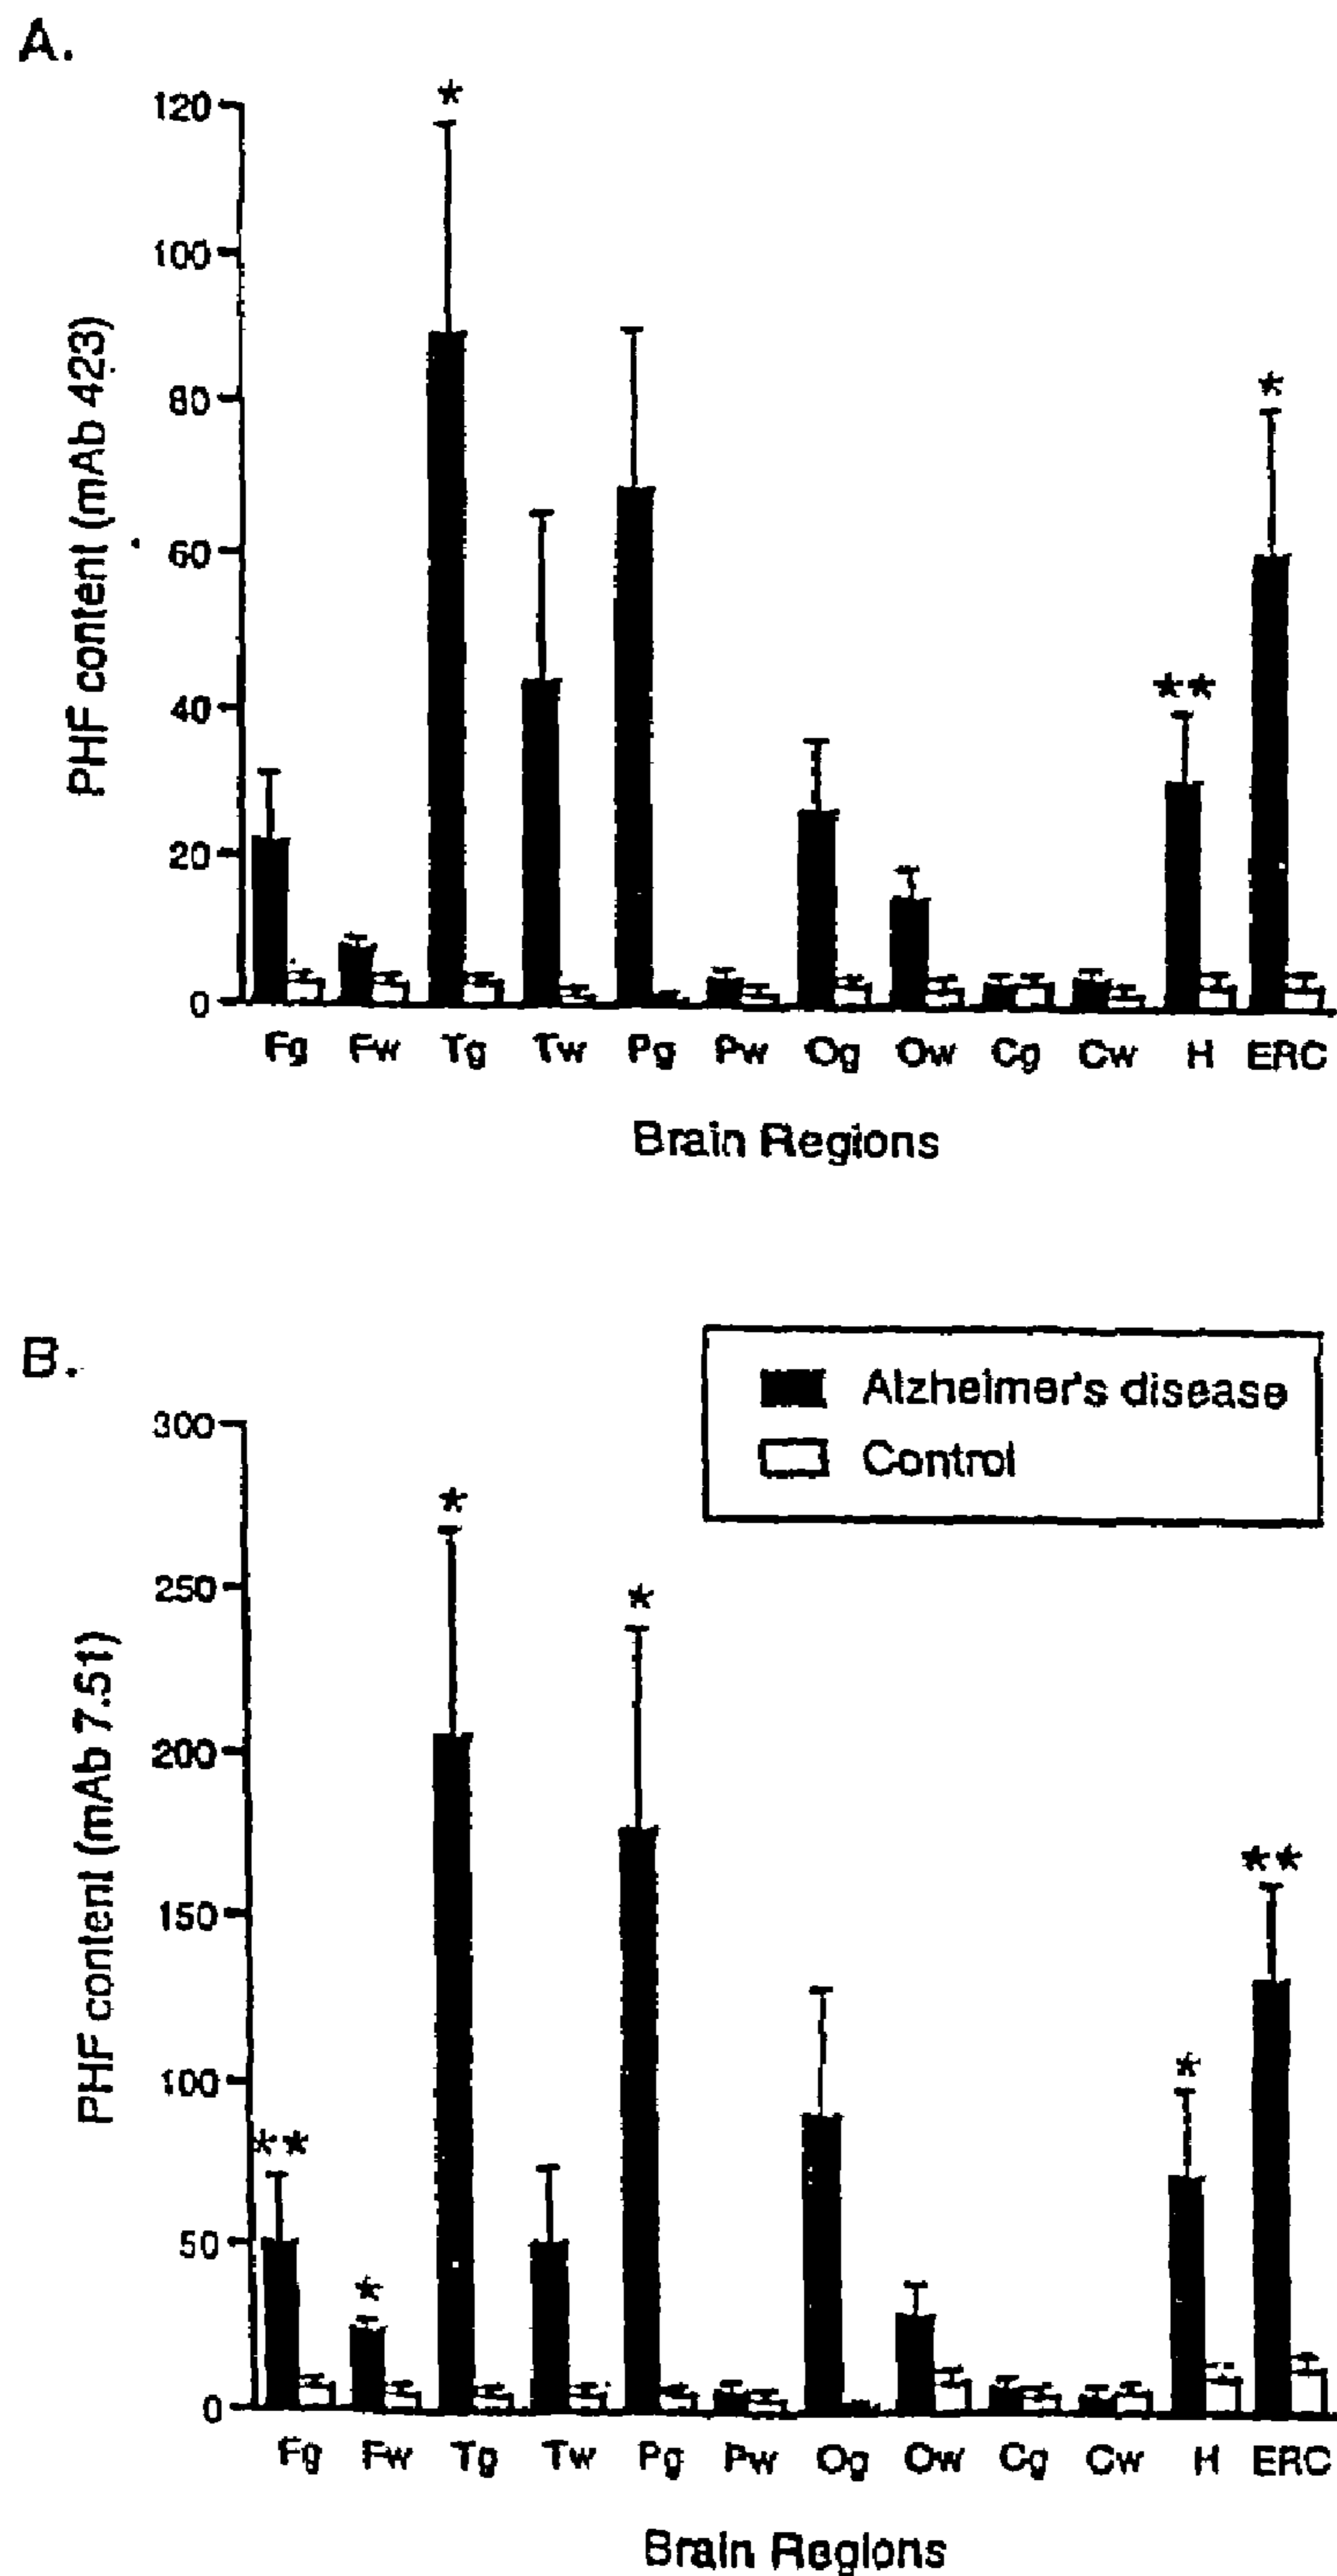 A.
*
120
100
80
60
40
20
0
*
**
PHF content (mAb 423)
Fg Fw Tg Tw Pg Pw Og Ow Cg Cw H ERC
Brain Regions
B.
Alzheimer's disease
Control
300
250
200
150
100
50
0
*
*
**
*
**
*
PHF content (mAb 7.51)
Fg Fw Tg Tw Pg Pw Og Ow Cg Cw H ERC
Brain Regions